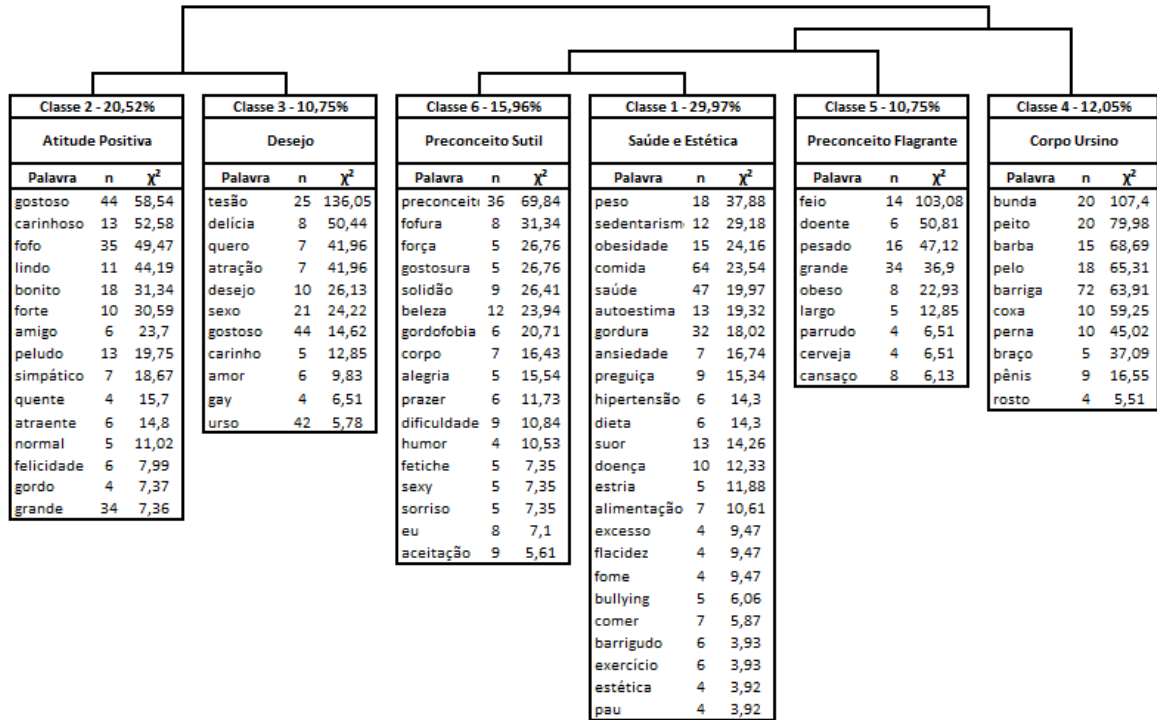 Classe 2 - 20,52%
Atitude Positiva
Palavra n χ²
gostoso 44 58,54
carinhoso 13 52,58
fofo 35 49,47
lindo 11 44,19
bonito 18 31,34
forte 10 30,59
amigo 6 23,7
peludo 13 19,75
simpático 7 18,67
quente 4 15,7
atraente 6 14,8
normal 5 11,02
felicidade 6 7,99
gordo 4 7,37
grande 34 7,36
Classe 3 - 10,75%
Desejo
Palavra n χ²
tesão 25 136,05
delícia 8 50,44
quero 7 41,96
atração 7 41,96
desejo 10 26,13
sexo 21 24,22
gostoso 44 14,62
carinho 5 12,85
amor 6 9,83
gay 4 6,51
urso 42 5,78
Classe 6 - 15,96%
Preconceito Sutil
Palavra n χ²
preconceit 36 69,84
fofura 8 31,34
força 5 26,76
gostosura 5 26,76
solidão 9 26,41
beleza 12 23,94
gordofobia 6 20,71
corpo 7 16,43
alegria 5 15,54
prazer 6 11,73
dificuldade 9 10,84
humor 4 10,53
fetiche 5 7,35
sexy 5 7,35
sorriso 5 7,35
eu 8 7,1
aceitação 9 5,61
Classe 1 - 29,97%
Saúde e Estética
Palavra n χ²
peso 18 37,88
sedentarism 12 29,18
obesidade 15 24,16
comida 64 23,54
saúde 47 19,97
autoestima 13 19,32
gordura 32 18,02
ansiedade 7 16,74
preguiça 9 15,34
hipertensão 6 14,3
dieta 6 14,3
suor 13 14,26
doença 10 12,33
estria 5 11,88
alimentação 7 10,61
excesso 4 9,47
flacidez 4 9,47
fome 4 9,47
bullying 5 6,06
comer 7 5,87
barrigudo 6 3,93
exercício 6 3,93
estética 4 3,92
pau 4 3,92
Classe 5 - 10,75%
Preconceito Flagrante
Palavra n χ²
feio 14 103,08
doente 6 50,81
pesado 16 47,12
grande 34 36,9
obeso 8 22,93
largo 5 12,85
parrudo 4 6,51
cerveja 4 6,51
cansaço 8 6,13
Classe 4 - 12,05%
Corpo Ursino
Palavra n χ²
bunda 20 107,4
peito 20 79,98
barba 15 68,69
pelo 18 65,31
barriga 72 63,91
coxa 10 59,25
perna 10 45,02
braço 5 37,09
pênis 9 16,55
rosto 4 5,51